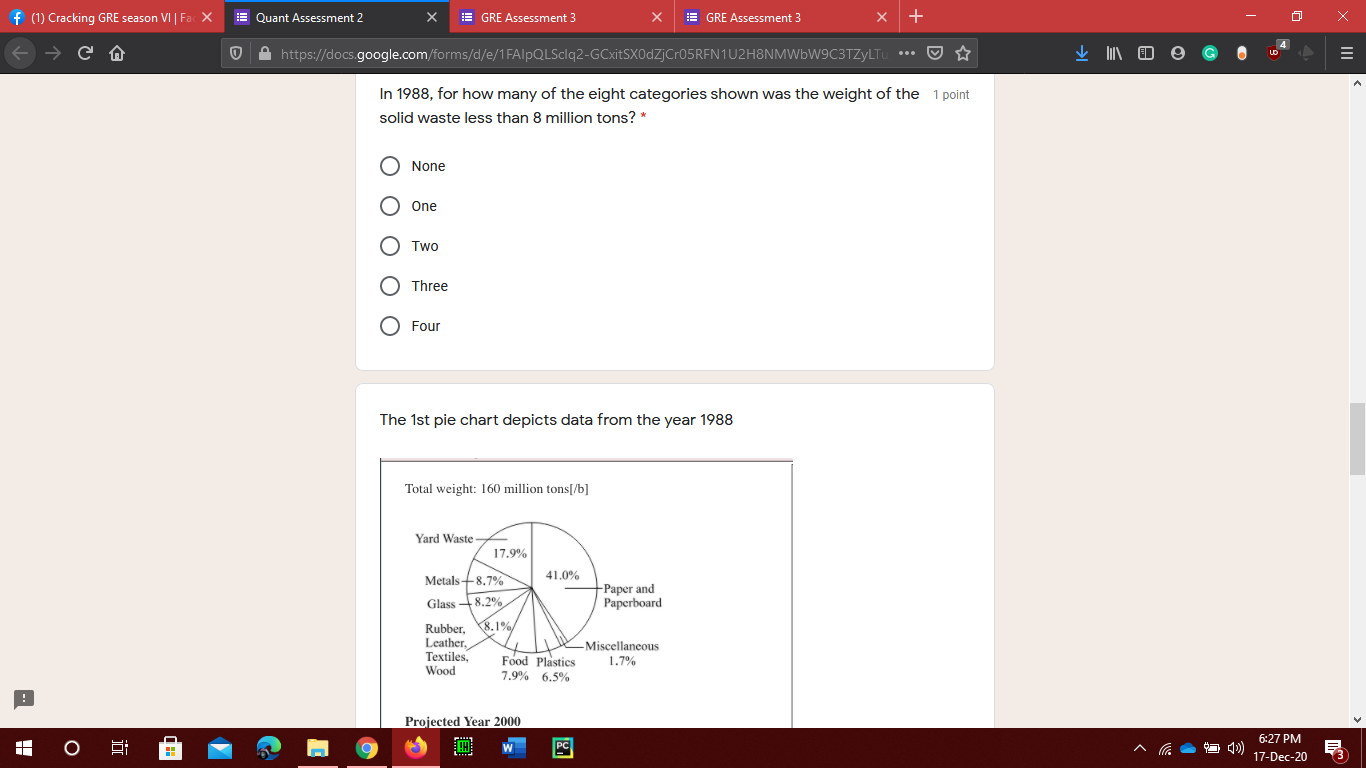 (1) Cracking GRE season VI | Fac
Quant Assessment 2
GRE Assessment 3
GRE Assessment 3
https://docs.google.com/forms/d/e/1FAIpQLSclq2-GCxitSX0dZjCr05RFN1U2H8NMWbW9C3TZyLTu
4
In 1988, for how many of the eight categories shown was the weight of the
1 point
solid waste less than 8 million tons? *
None
One
Two
Three
Four
The 1st pie chart depicts data from the year 1988
Total weight: 160 million tons[/b]
Yard Waste
17.9%
41.0%
Metals
8.7%
Paper and
Paperboard
Glass
8.2%
Rubber,
Leather,
Textiles,
Wood
8.1%
Miscellaneous
1.7%
Food
7.9%
Plastics
6.5%
Projected Year 2000
6:27 PM
17-Dec-20
3